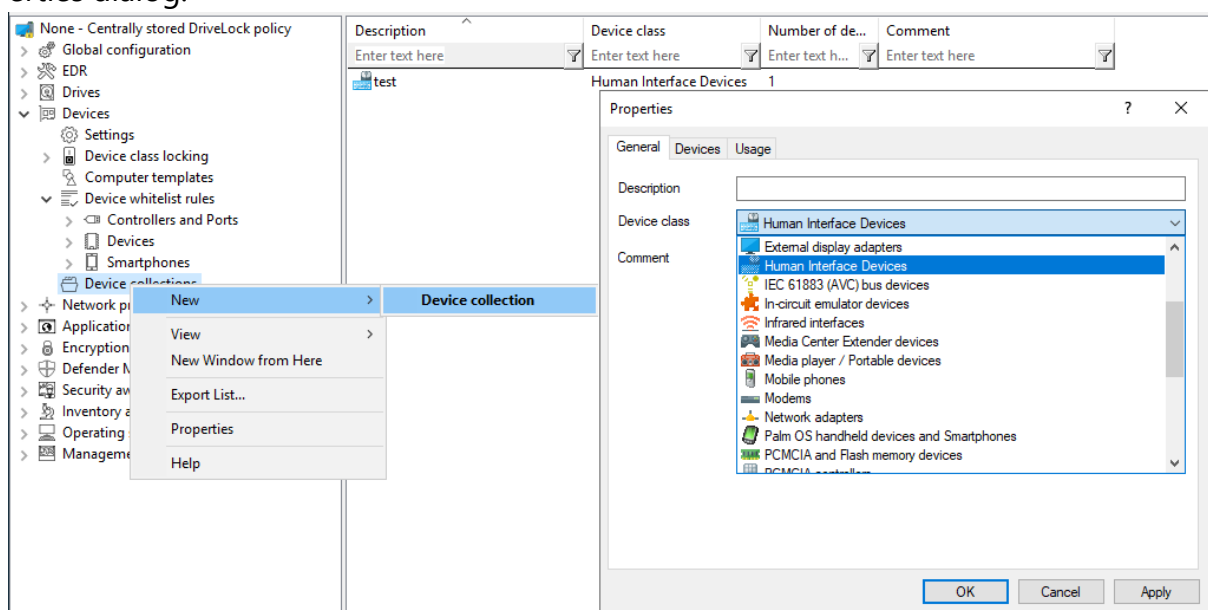 None - Centrally stored DriveLock policy
Global configuration
EDR
Drives
Devices
Settings
Device class locking
Computer templates
Device whitelist rules
Controllers and Ports
Devices
Smartphones
Device collections
Network p
Application
Encryption
Defender
Security aw
Inventory a
Operating
Manageme
New
View
New Window from Here
Export List...
Properties
Help
Device collection
Description Device class Number of de... Comment
Enter text here Enter text here Enter text h... Enter text here
test Human Interface Devices 1
Properties ?
General Devices Usage
Description
Device class Human Interface Devices
Comment
External display adapters
Human Interface Devices
IEC 61883 (AVC) bus devices
In-circuit emulator devices
Infrared interfaces
Media Center Extender devices
Media player / Portable devices
Mobile phones
Modems
Network adapters
Palm OS handheld devices and Smartphones
PCMCIA and Flash memory devices
OK Cancel Apply